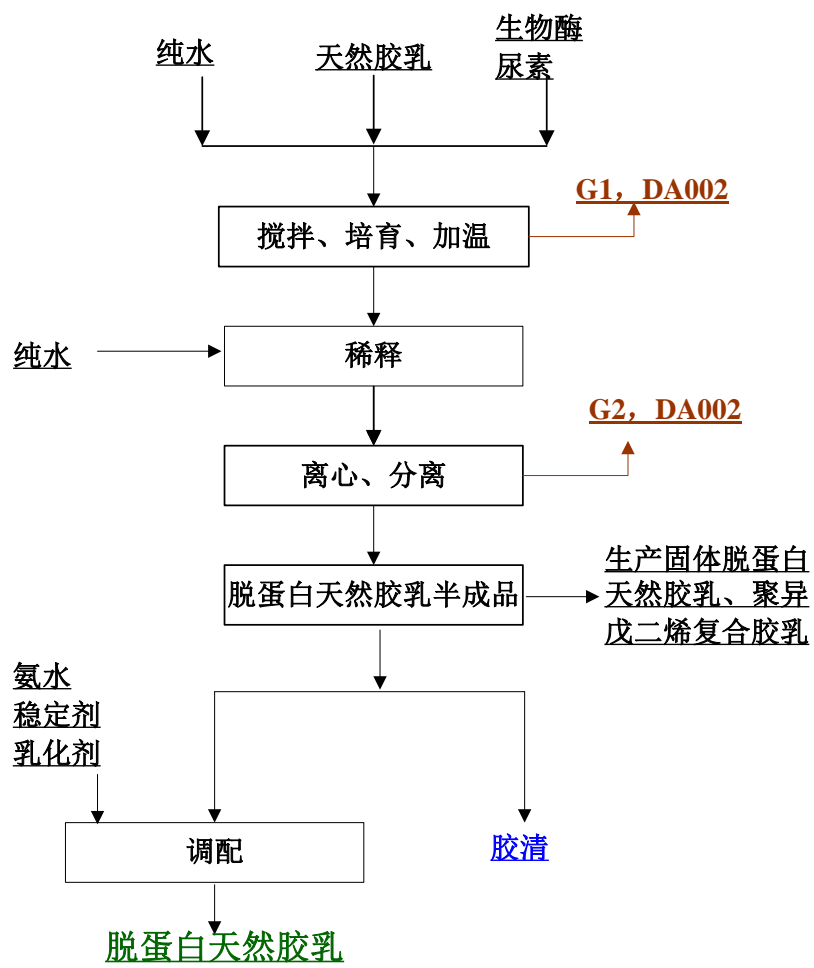 纯水
天然胶乳
生物酶
尿素
G1，DA002
搅拌、培育、加温
纯水
稀释
G2，DA002
离心、分离
脱蛋白天然胶乳半成品
生产固体脱蛋白
天然胶乳、聚异
戊二烯复合胶乳
氨水
稳定剂
乳化剂
调配
胶清
脱蛋白天然胶乳